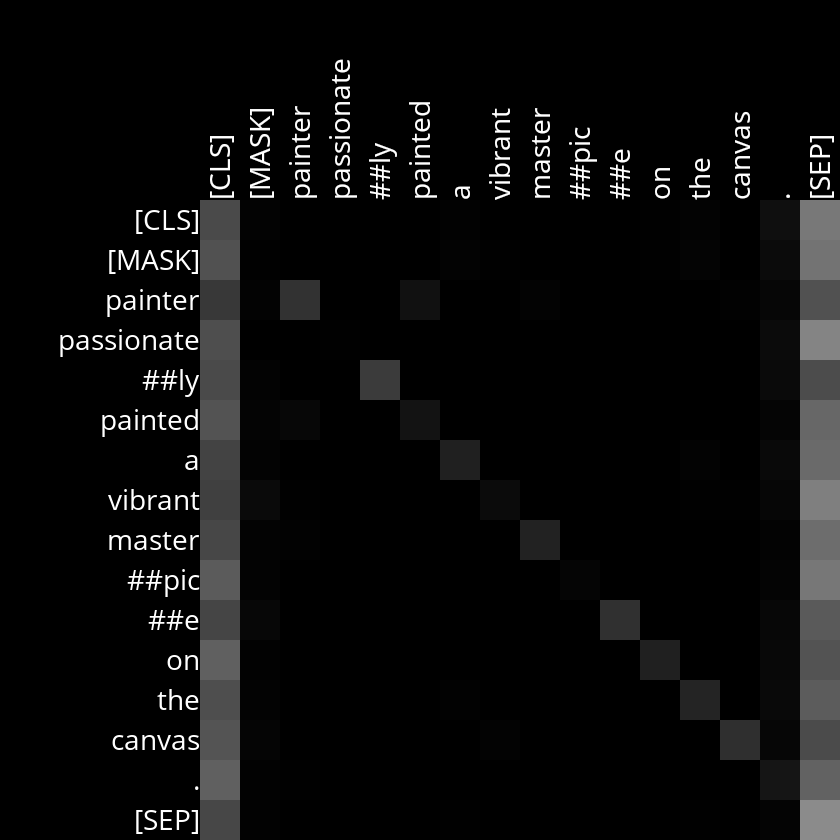 [CLS]
[MASK]
painter
passionate
##ly
painted
a
vibrant
master
##pic
##e
on
the
canvas
.
[SEP]
[CLS]
[MASK]
painter
passionate
##ly
painted
a
vibrant
master
##pic
##e
on
the
canvas
.
[SEP]